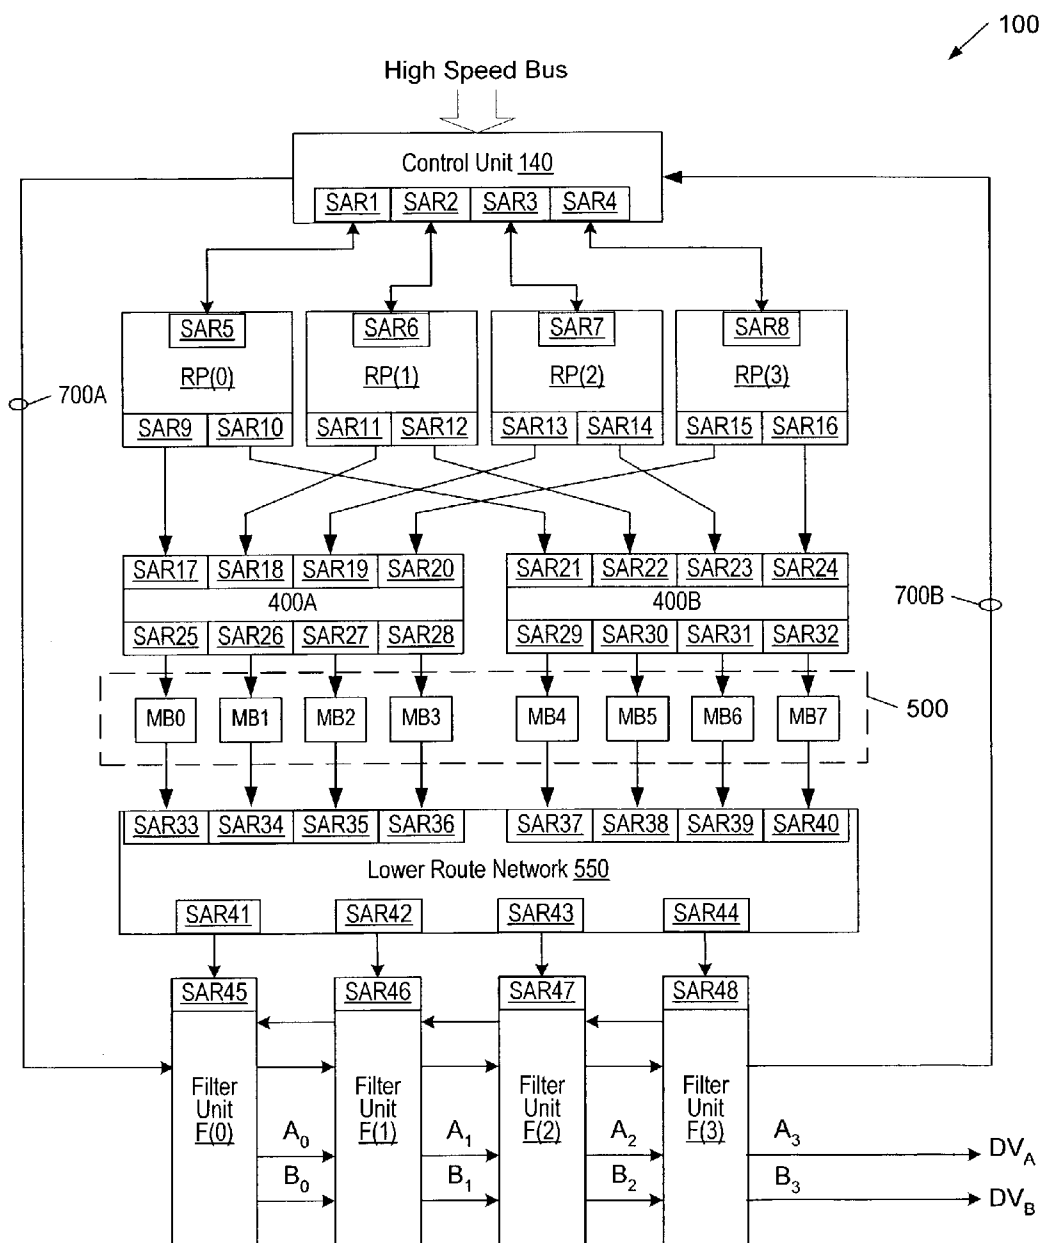 100
High Speed Bus
Control Unit 140
SAR1 SAR2 SAR3 SAR4
SAR5 SAR6 SAR7 SAR8
RP(0) RP(1) RP(2) RP(3)
700A
SAR9 SAR10 SAR11 SAR12 SAR13 SAR14 SAR15 SAR16
SAR17 SAR18 SAR19 SAR20 SAR21 SAR22 SAR23 SAR24
400A 400B
700B
SAR25 SAR26 SAR27 SAR28 SAR29 SAR30 SAR31 SAR32
MB0 MB1 MB2 MB3 MB4 MB5 MB6 MB7
500
SAR33 SAR34 SAR35 SAR36 SAR37 SAR38 SAR39 SAR40
Lower Route Network 550
SAR41 SAR42 SAR43 SAR44
SAR45 SAR46 SAR47 SAR48
Filter Filter Filter Filter
Unit Unit Unit Unit
F(0) F(1) F(2) F(3)
A0 A1 A2 A3 DVA
B0 B1 B2 B3 DVB